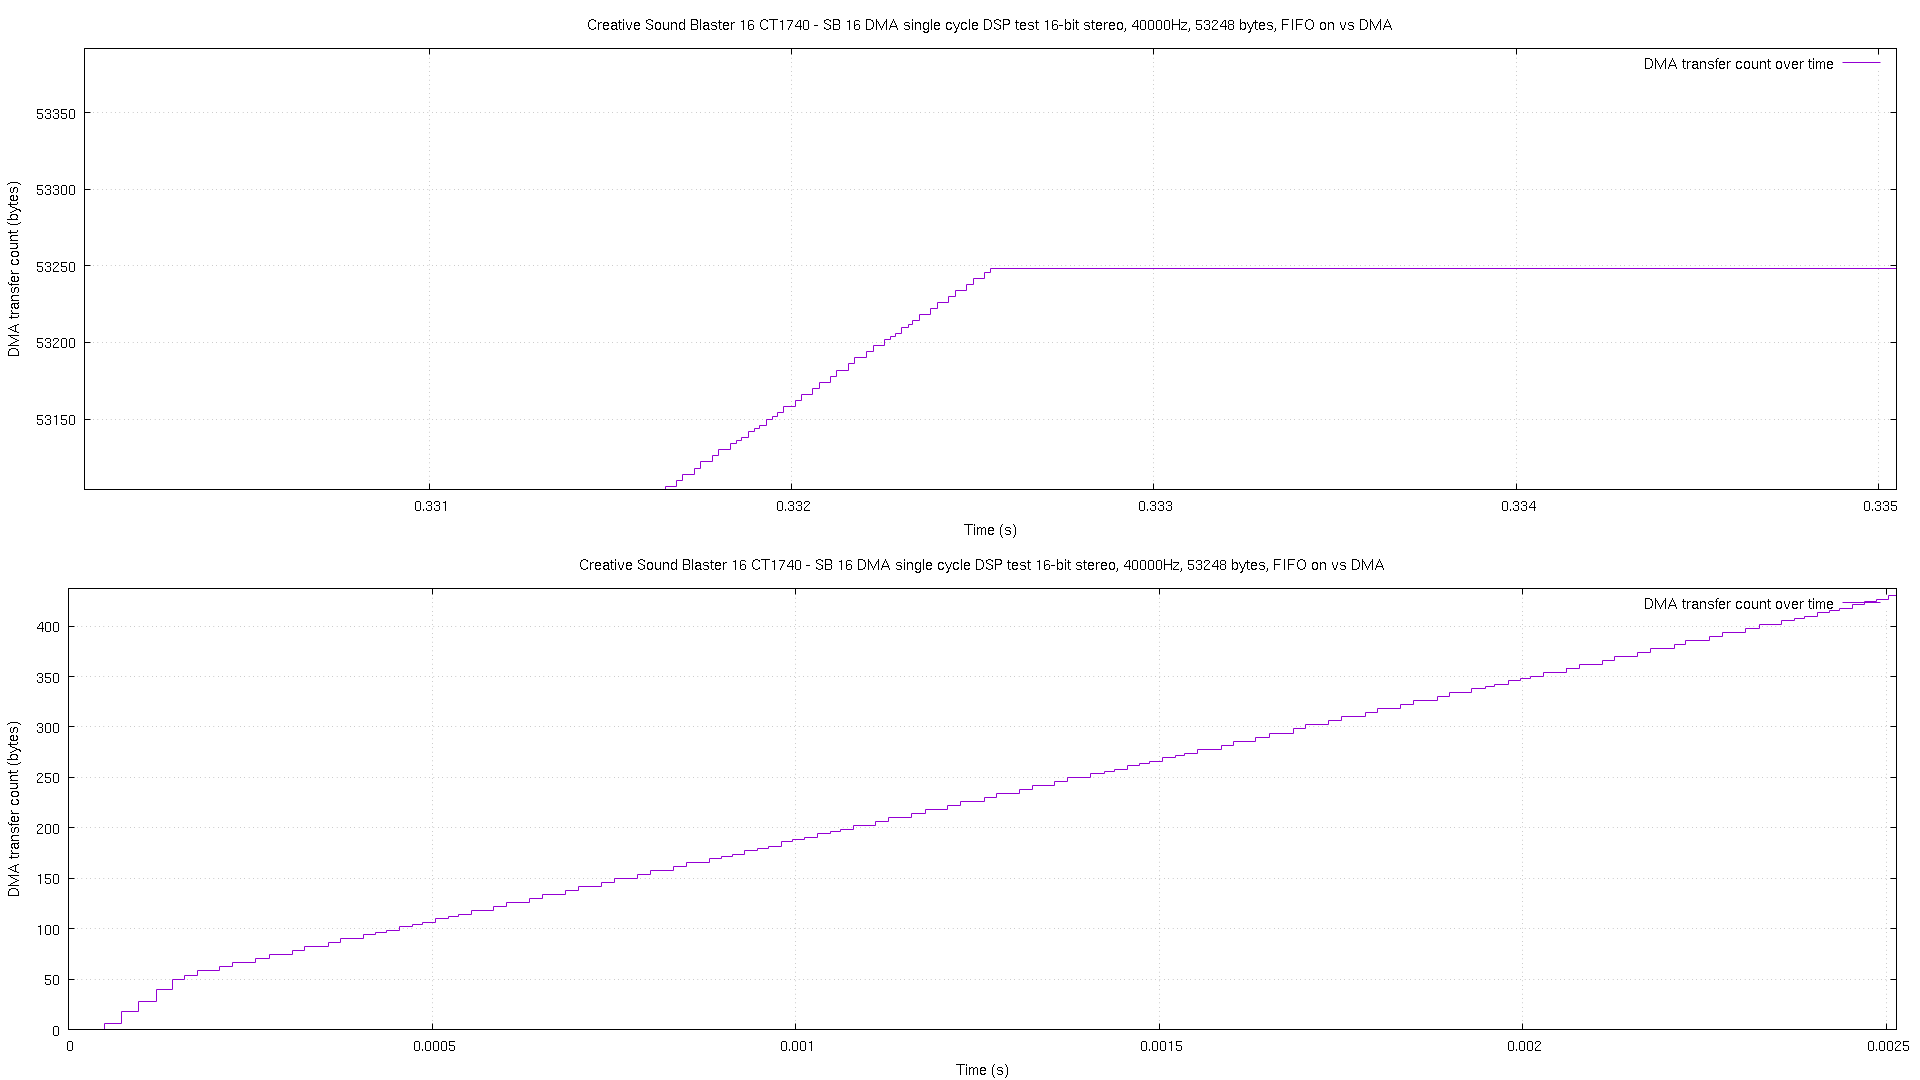 Creative Sound Blaster 16 CT1740 - SB 16 DMA single cycle DSP test 16-bit stereo, 40000Hz, 53248 bytes, FIFO on vs DMA
DMA transfer count over time
DMA transfer count (bytes)
53350
53300
53250
53200
53150
0.331 0.332 0.333 0.334 0.335
Time (s)
Creative Sound Blaster 16 CT1740 - SB 16 DMA single cycle DSP test 16-bit stereo, 40000Hz, 53248 bytes, FIFO on vs DMA
DMA transfer count over time
DMA transfer count (bytes)
400
350
300
250
200
150
100
50
0
0 0.0005 0.001 0.0015 0.002 0.0025
Time (s)